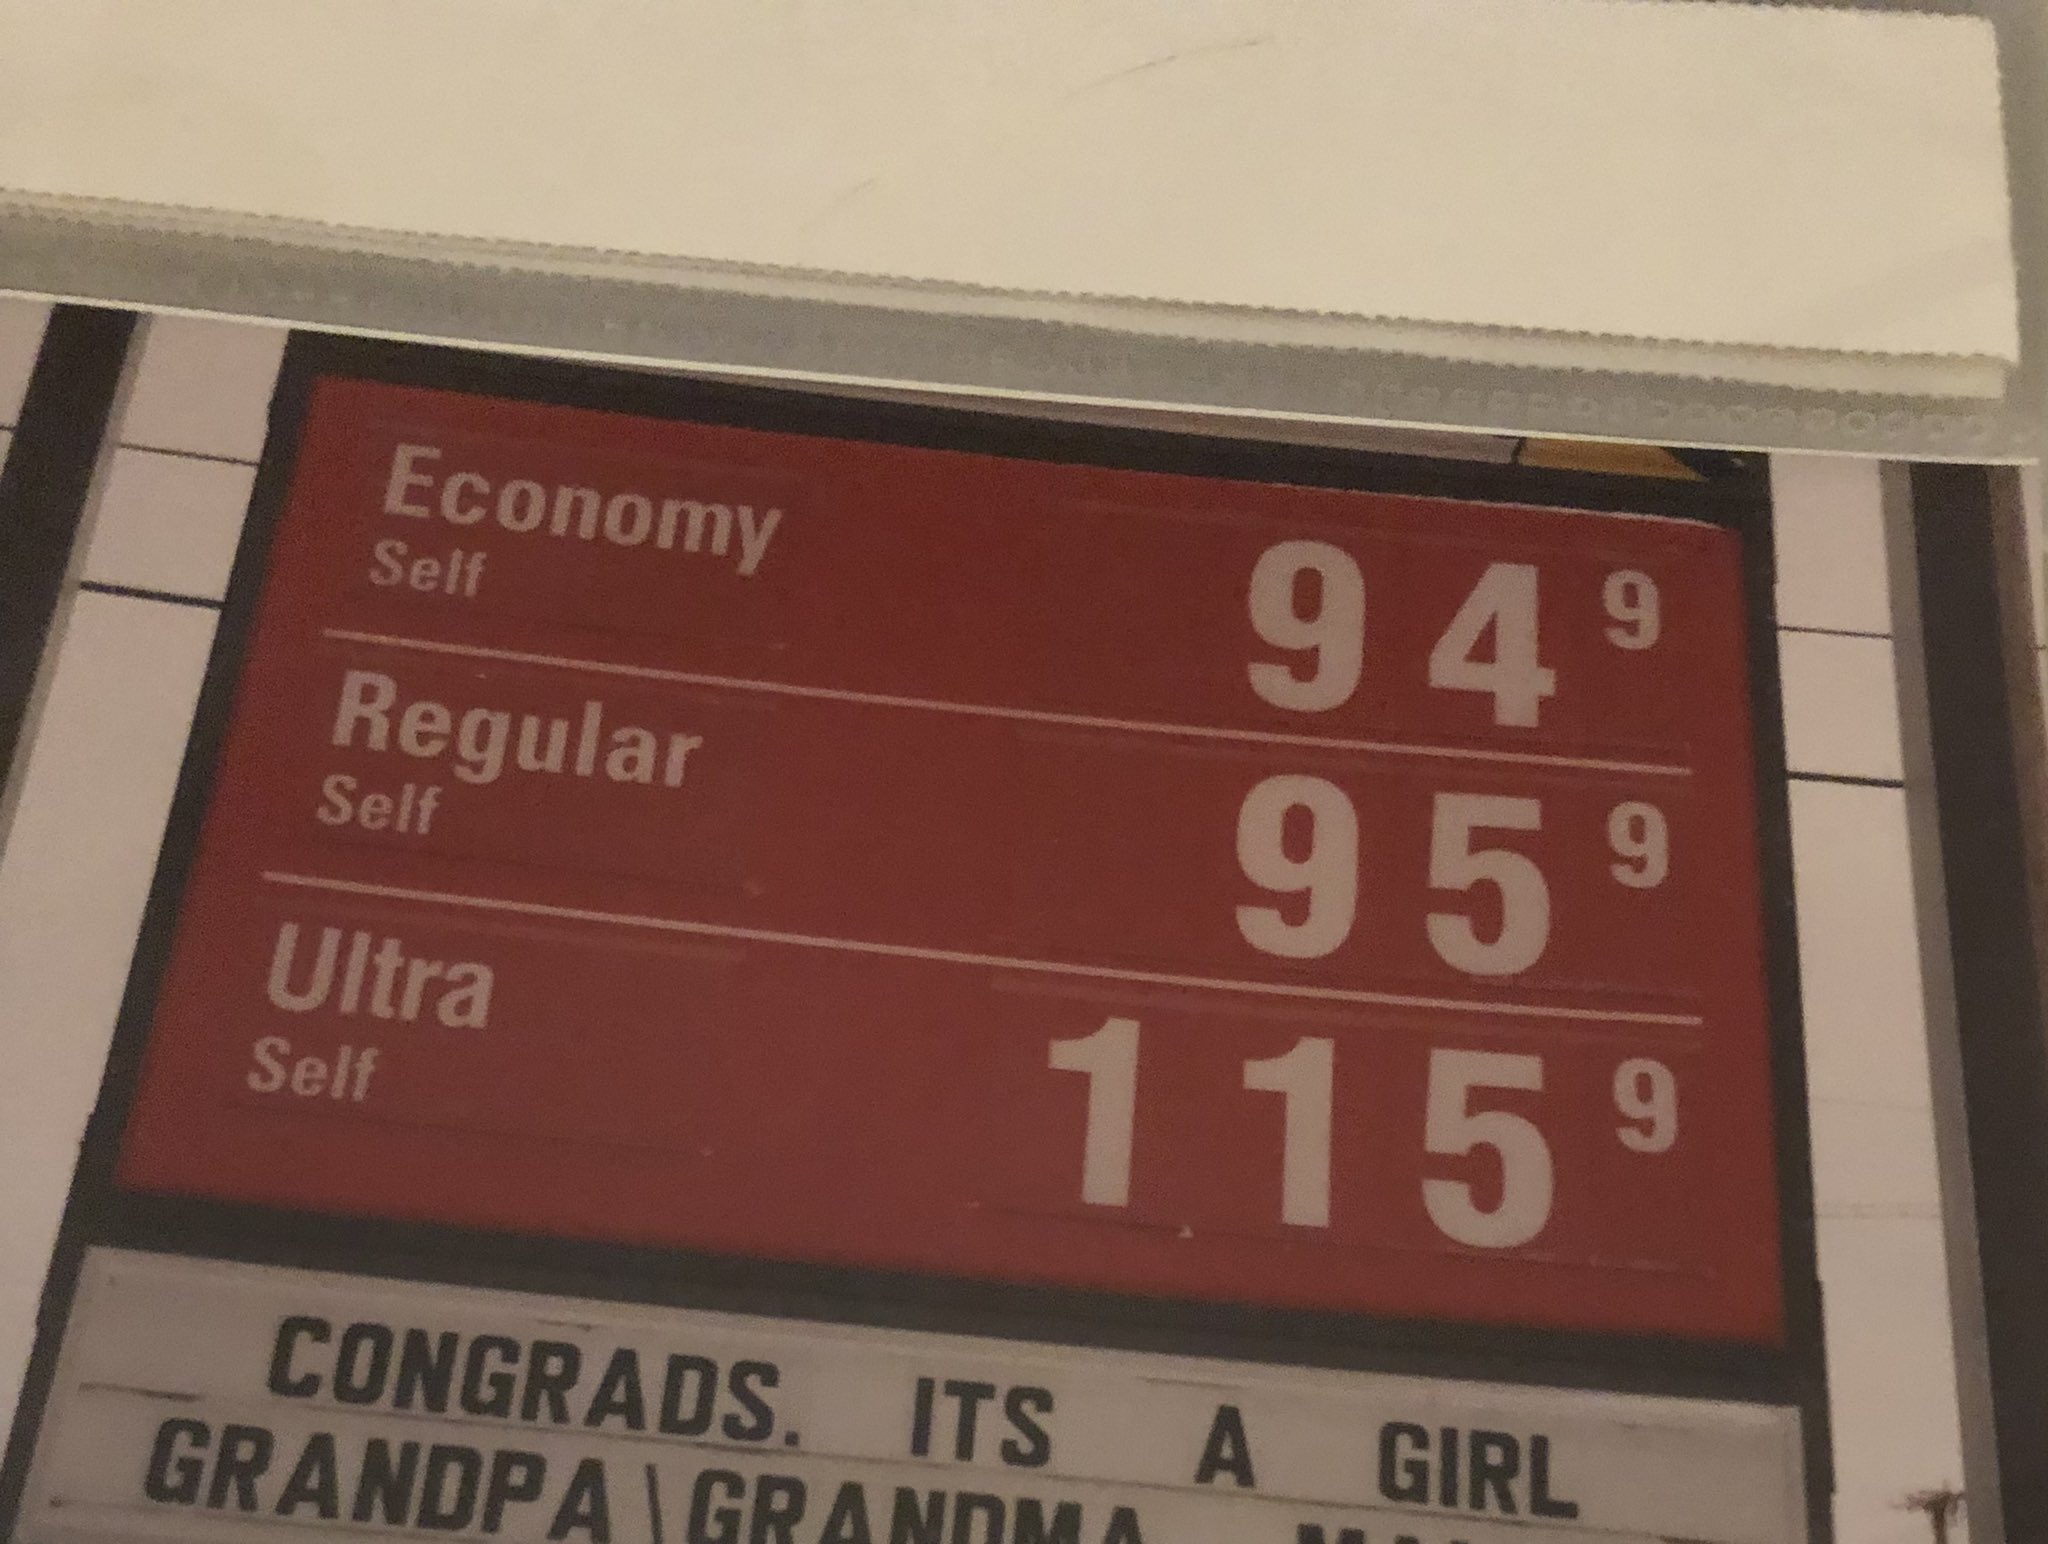 Economy 94 9
Self
Regular 95 9
Self
Ultra 115 9
Self
CONGRADS. ITS A GIRL
GRANDPA\GRANDMA